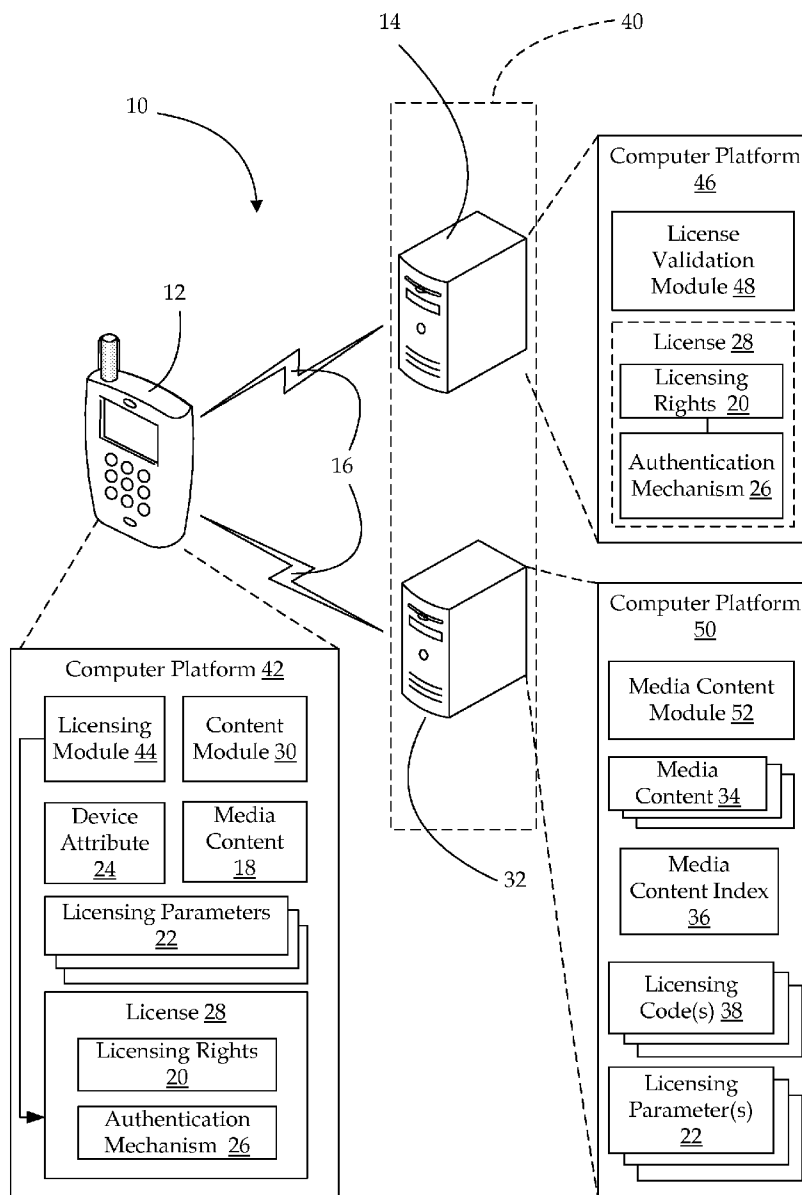 14
40
10
Computer Platform
46
License
Validation
Module 48
12
License 28
Licensing
Rights 20
16
Authentication
Mechanism 26
Computer Platform
50
Computer Platform 42
Media Content
Module 52
Licensing
Module 44
Content
Module 30
Media
Content 34
Device
Attribute
24
Media
Content
18
Media
Content Index
36
32
Licensing Parameters
22
Licensing
Code(s) 38
License 28
Licensing Rights
20
Licensing
Parameter(s)
22
Authentication
Mechanism 26